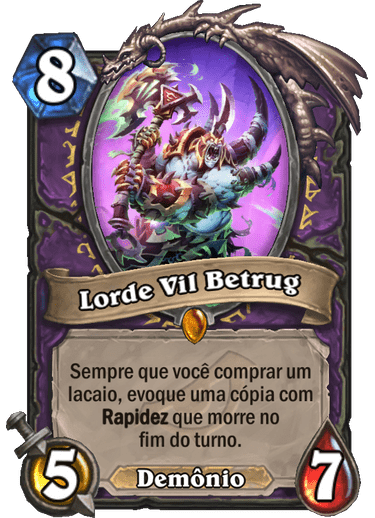 8
Lorde Vil Betrug
Sempre que você comprar um
lacaio, evoque uma cópia com
Rapidez que morre no
fim do turno.
5
Demônio
7